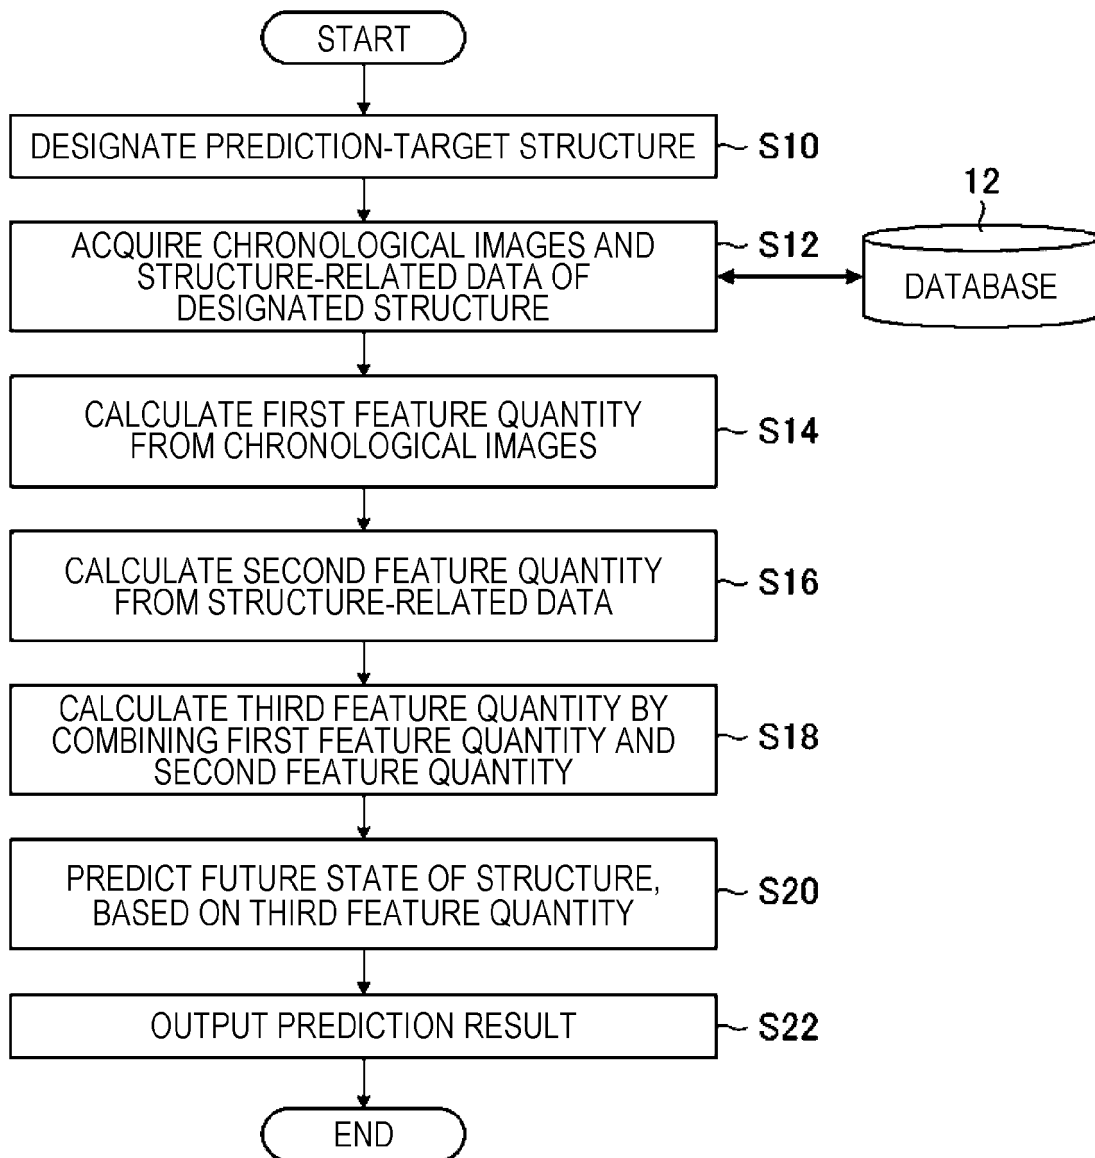 START
DESIGNATE PREDICTION-TARGET STRUCTURE
S10
ACQUIRE CHRONOLOGICAL IMAGES AND
STRUCTURE-RELATED DATA OF
DESIGNATED STRUCTURE
S12
12
DATABASE
CALCULATE FIRST FEATURE QUANTITY
FROM CHRONOLOGICAL IMAGES
S14
CALCULATE SECOND FEATURE QUANTITY
FROM STRUCTURE-RELATED DATA
S16
CALCULATE THIRD FEATURE QUANTITY BY
COMBINING FIRST FEATURE QUANTITY AND
SECOND FEATURE QUANTITY
S18
PREDICT FUTURE STATE OF STRUCTURE,
BASED ON THIRD FEATURE QUANTITY
S20
OUTPUT PREDICTION RESULT
S22
END